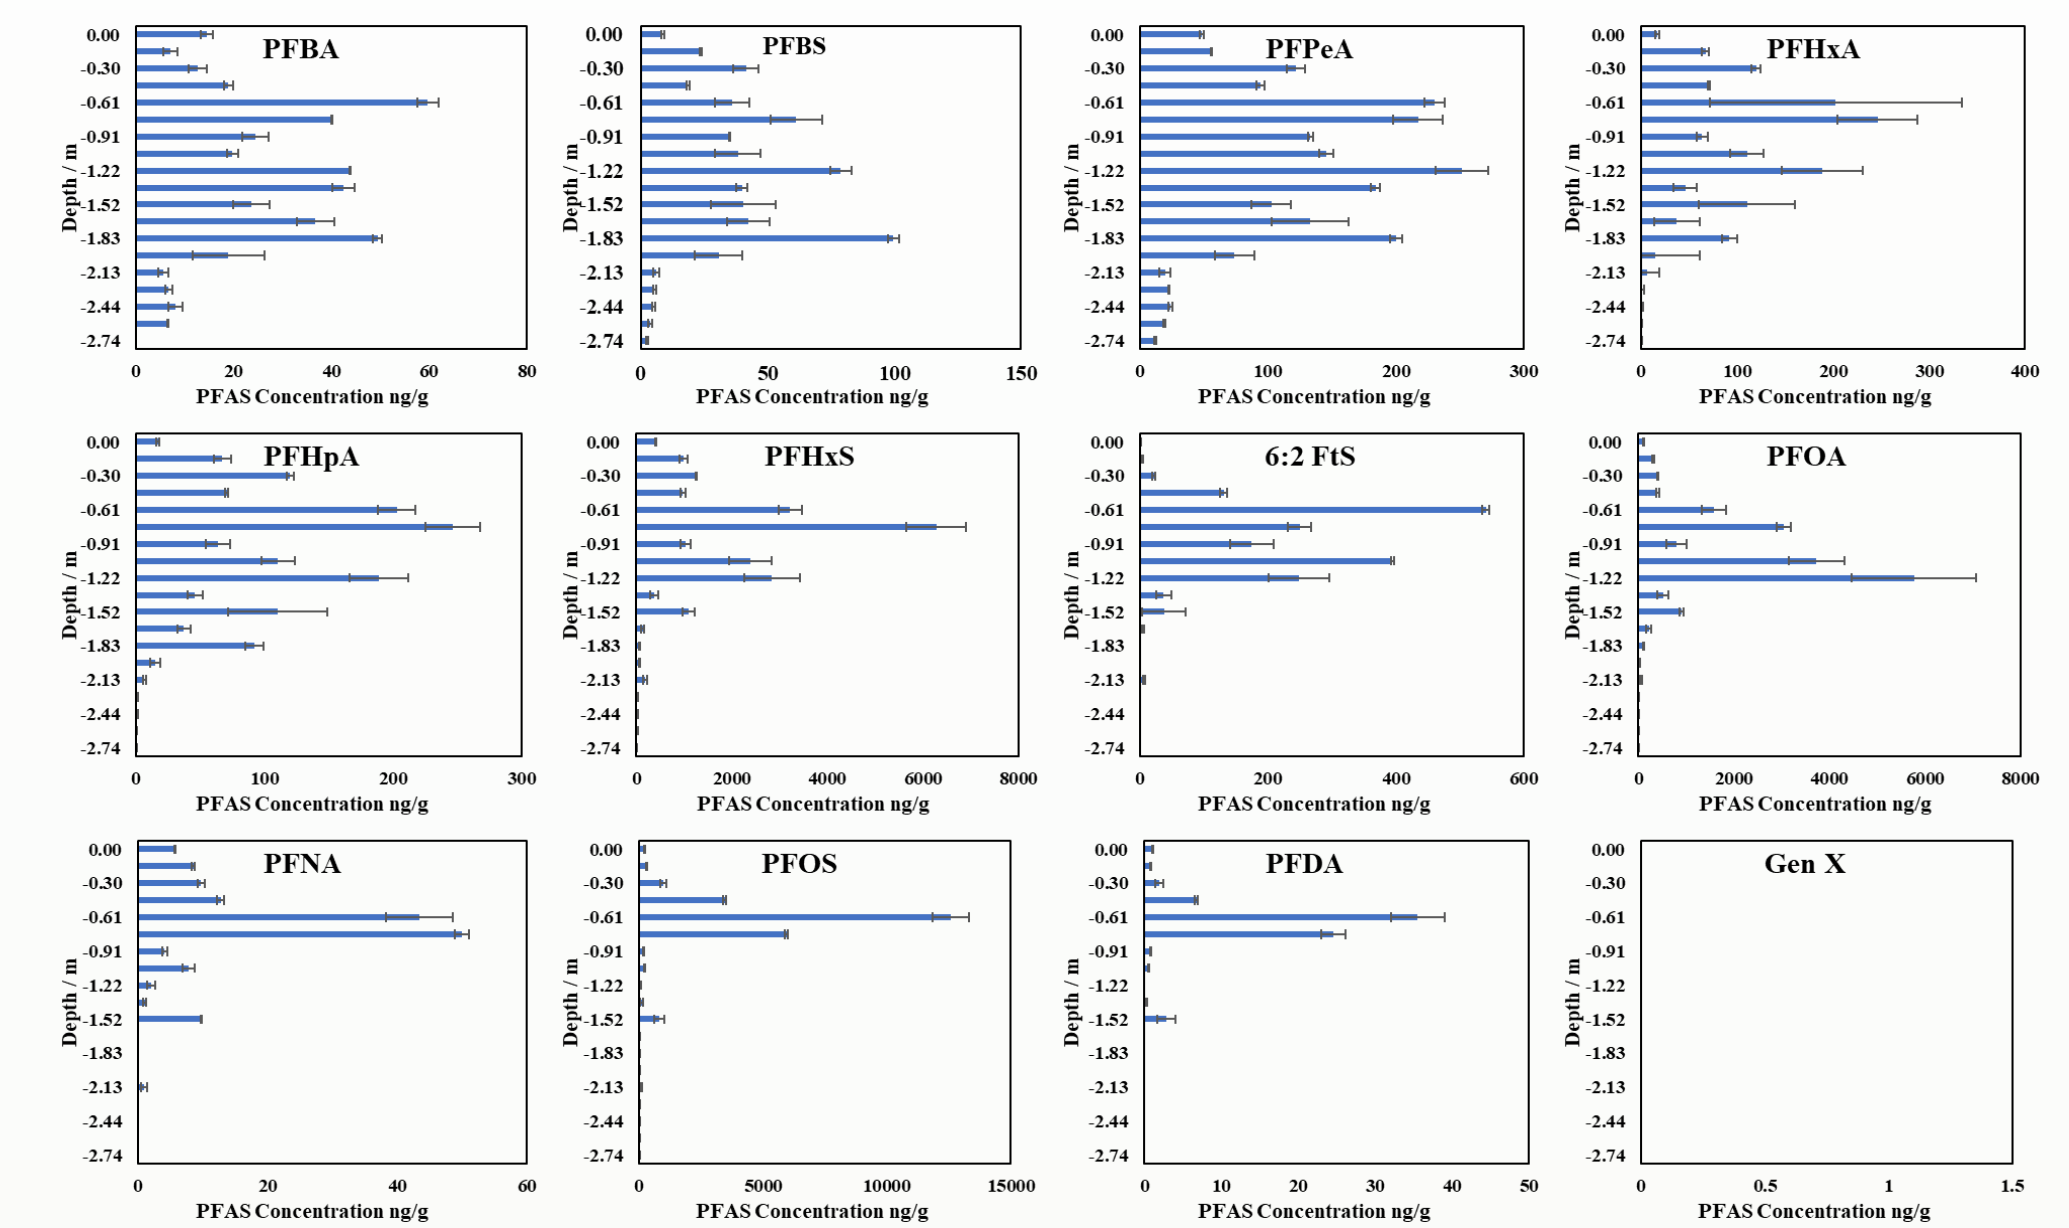 PFBA
0.00
-0.30
-0.61
-0.91
-1.22
-1.52
-1.83
-2.13
-2.44
-2.74
Depth / m
0 20 40 60 80
PFAS Concentration ng/g
PFBS
0.00
-0.30
-0.61
-0.91
-1.22
-1.52
-1.83
-2.13
-2.44
-2.74
Depth / m
0 50 100 150
PFAS Concentration ng/g
PFPeA
0.00
-0.30
-0.61
-0.91
-1.22
-1.52
-1.83
-2.13
-2.44
-2.74
Depth / m
0 100 200 300
PFAS Concentration ng/g
PFHxA
0.00
-0.30
-0.61
-0.91
-1.22
-1.52
-1.83
-2.13
-2.44
-2.74
Depth / m
0 100 200 300 400
PFAS Concentration ng/g
PFHpA
0.00
-0.30
-0.61
-0.91
-1.22
-1.52
-1.83
-2.13
-2.44
-2.74
Depth / m
0 100 200 300
PFAS Concentration ng/g
PFHxS
0.00
-0.30
-0.61
-0.91
-1.22
-1.52
-1.83
-2.13
-2.44
-2.74
Depth / m
0 2000 4000 6000 8000
PFAS Concentration ng/g
6:2 FtS
0.00
-0.30
-0.61
-0.91
-1.22
-1.52
-1.83
-2.13
-2.44
-2.74
Depth / m
0 200 400 600
PFAS Concentration ng/g
PFOA
0.00
-0.30
-0.61
-0.91
-1.22
-1.52
-1.83
-2.13
-2.44
-2.74
Depth / m
0 2000 4000 6000 8000
PFAS Concentration ng/g
PFNA
0.00
-0.30
-0.61
-0.91
-1.22
-1.52
-1.83
-2.13
-2.44
-2.74
Depth / m
0 20 40 60
PFAS Concentration ng/g
PFOS
0.00
-0.30
-0.61
-0.91
-1.22
-1.52
-1.83
-2.13
-2.44
-2.74
Depth / m
0 5000 10000 15000
PFAS Concentration ng/g
PFDA
0.00
-0.30
-0.61
-0.91
-1.22
-1.52
-1.83
-2.13
-2.44
-2.74
Depth / m
0 10 20 30 40 50
PFAS Concentration ng/g
Gen X
0.00
-0.30
-0.61
-0.91
-1.22
-1.52
-1.83
-2.13
-2.44
-2.74
Depth / m
0 0.5 1 1.5
PFAS Concentration ng/g